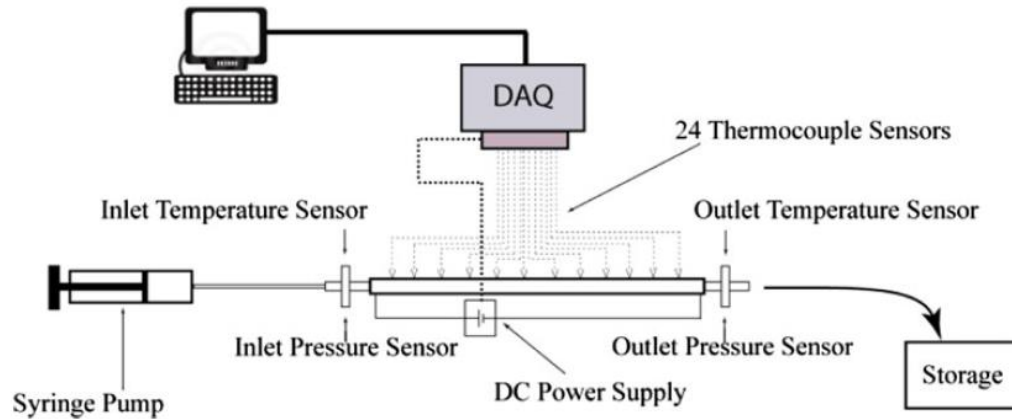 DAQ
24 Thermocouple Sensors
Inlet Temperature Sensor
Outlet Temperature Sensor
Inlet Pressure Sensor
Outlet Pressure Sensor
DC Power Supply
Storage
Syringe Pump